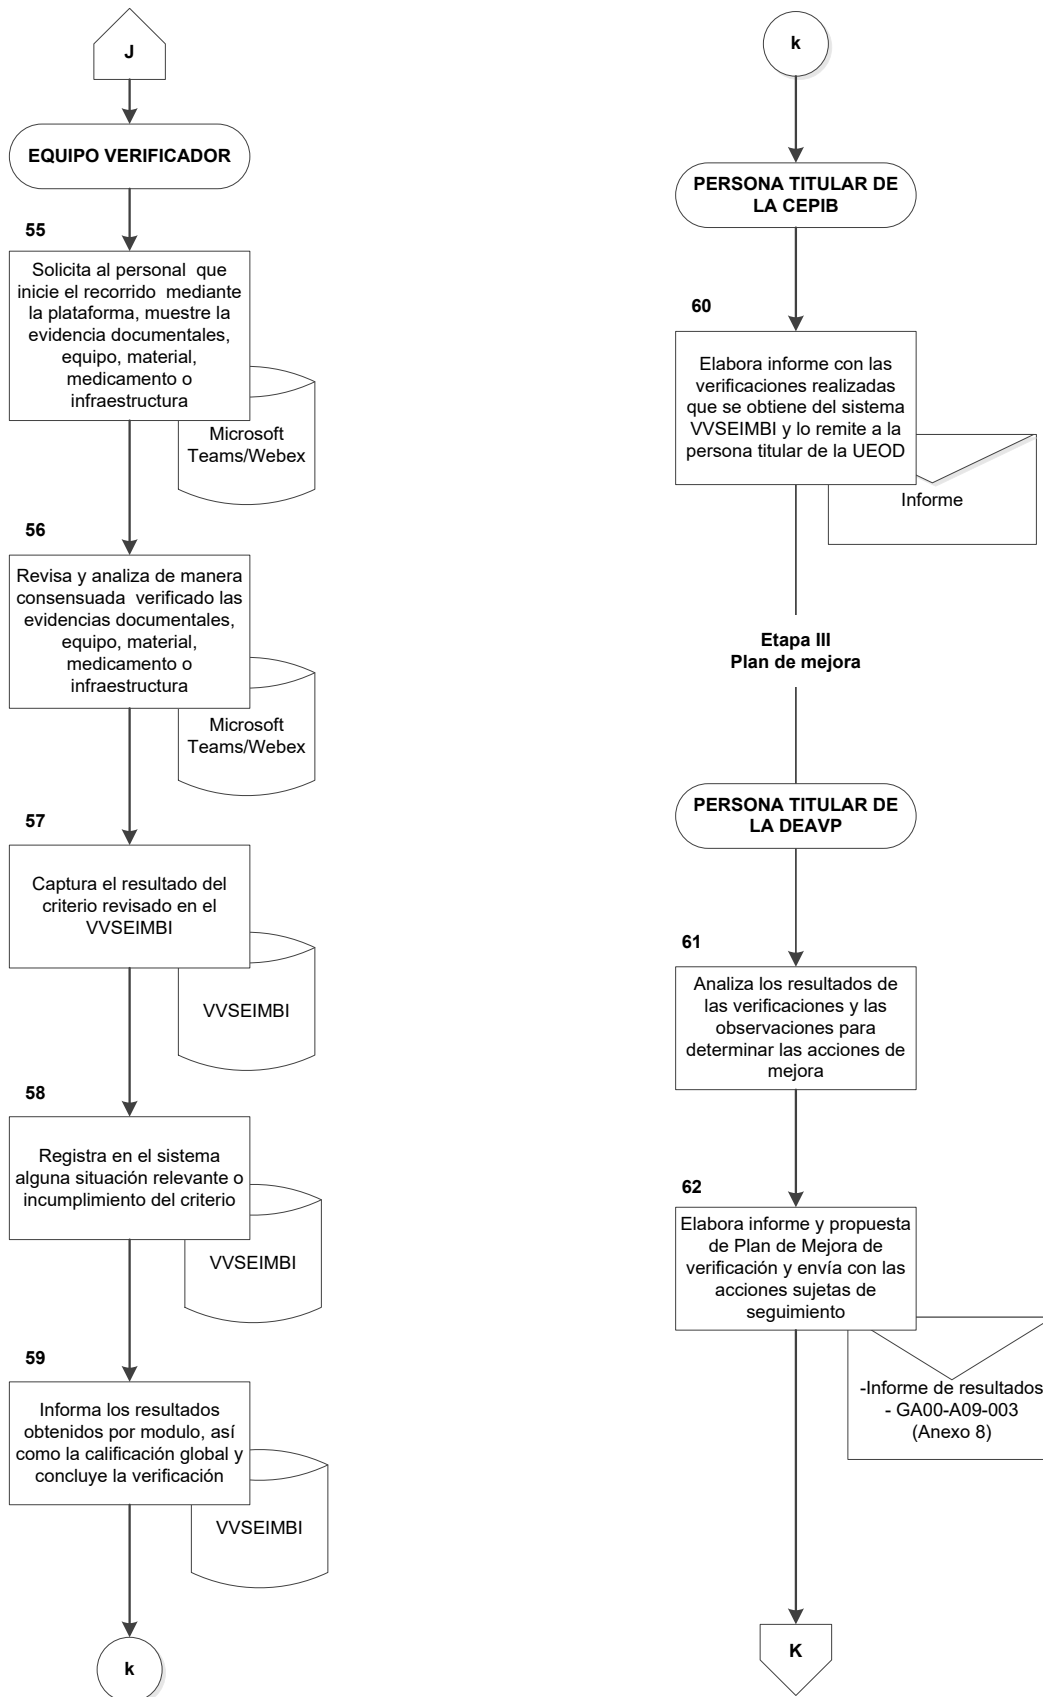 J
EQUIPO VERIFICADOR
55
Solicita al personal que
inicie el recorrido mediante
la plataforma, muestre la
evidencia documentales,
equipo, material,
medicamento o
infraestructura
Microsoft
Teams/Webex
56
Revisa y analiza de manera
consensuada verificado las
evidencias documentales,
equipo, material,
medicamento o
infraestructura
Microsoft
Teams/Webex
57
Captura el resultado del
criterio revisado en el
VVSEIMBI
VVSEIMBI
58
Registra en el sistema
alguna situación relevante o
incumplimiento del criterio
VVSEIMBI
59
Informa los resultados
obtenidos por modulo, así
como la calificación global y
concluye la verificación
VVSEIMBI
k
k
PERSONA TITULAR DE
LA CEPIB
60
Elabora informe con las
verificaciones realizadas
que se obtiene del sistema
VVSEIMBI y lo remite a la
persona titular de la UEOD
Informe
Etapa III
Plan de mejora
PERSONA TITULAR DE
LA DEAVP
61
Analiza los resultados de
las verificaciones y las
observaciones para
determinar las acciones de
mejora
62
Elabora informe y propuesta
de Plan de Mejora de
verificación y envía con las
acciones sujetas de
seguimiento
-Informe de resultados
- GA00-A09-003
(Anexo 8)
K